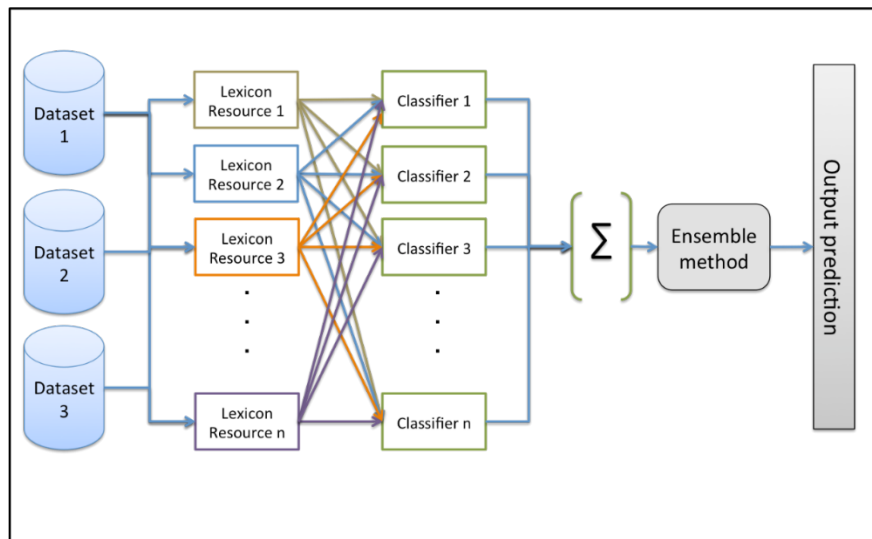 Dataset
1
Dataset
2
Dataset
3
Lexicon
Resource 1
Lexicon
Resource 2
Lexicon
Resource 3
.
.
.
Lexicon
Resource n
Classifier 1
Classifier 2
Classifier 3
.
.
.
Classifier n
[Σ]
Ensemble
method
Output prediction